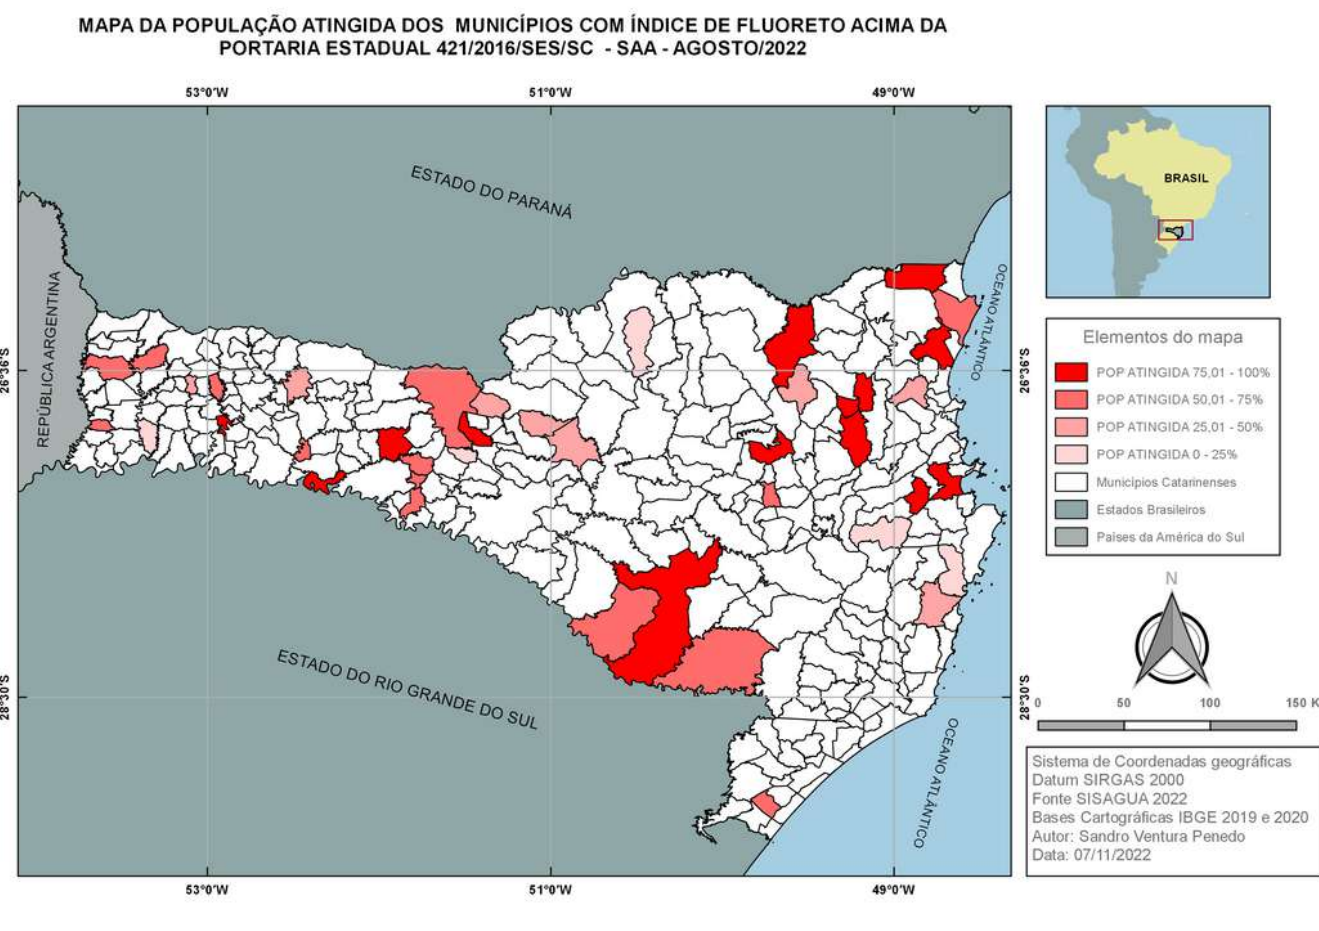 MAPA DA POPULAÇÃO ATINGIDA DOS MUNICÍPIOS COM ÍNDICE DE FLUORETO ACIMA DA
PORTARIA ESTADUAL 421/2016/SES/SC - SAA - AGOSTO/2022
53°0'W
51°0'W
49°0'W
ESTADO DO PARANÁ
REPÚBLICA ARGENTINA
OCEANO ATLÂNTICO
26°36'S
26°36'S
ESTADO DO RIO GRANDE DO SUL
28°30'S
28°30'S
OCEANO ATLÂNTICO
53°0'W
51°0'W
49°0'W
BRASIL
Elementos do mapa
POP ATINGIDA 75,01 - 100%
POP ATINGIDA 50,01 - 75%
POP ATINGIDA 25,01 - 50%
POP ATINGIDA 0 - 25%
Municípios Catarinenses
Estados Brasileiros
Países da América do Sul
N
0 50 100 150 K
Sistema de Coordenadas geográficas
Datum SIRGAS 2000
Fonte SISAGUA 2022
Bases Cartográficas IBGE 2019 e 2020
Autor: Sandro Ventura Penedo
Data: 07/11/2022